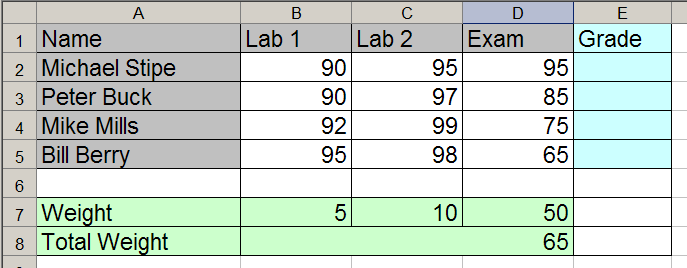 A B C D E
1 Name Lab 1 Lab 2 Exam Grade
2 Michael Stipe 90 95 95
3 Peter Buck 90 97 85
4 Mike Mills 92 99 75
5 Bill Berry 95 98 65
6
7 Weight 5 10 50
8 Total Weight 65